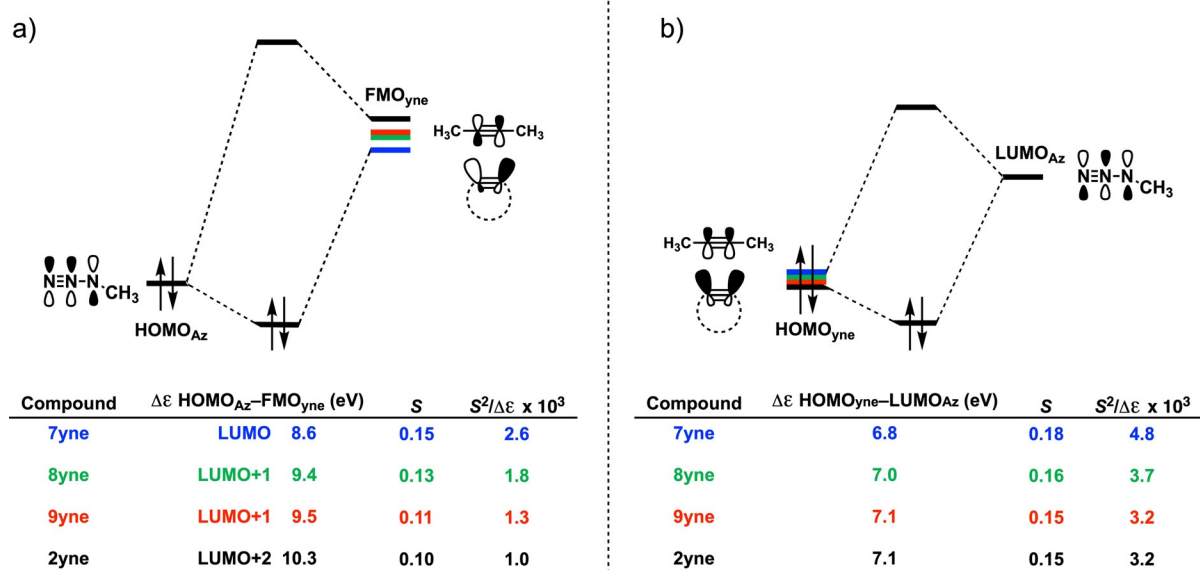 a)
FMOyne
H3C CH3
N≡N-N CH3
HOMOAz
Compound Δε HOMOAz–FMOyne (eV) S S²/Δε x 10³
7yne LUMO 8.6 0.15 2.6
8yne LUMO+1 9.4 0.13 1.8
9yne LUMO+1 9.5 0.11 1.3
2yne LUMO+2 10.3 0.10 1.0
b)
LUMOAz
N≡N-N CH3
H3C CH3
HOMOyne
Compound Δε HOMOyne–LUMOAz (eV) S S²/Δε x 10³
7yne 6.8 0.18 4.8
8yne 7.0 0.16 3.7
9yne 7.1 0.15 3.2
2yne 7.1 0.15 3.2